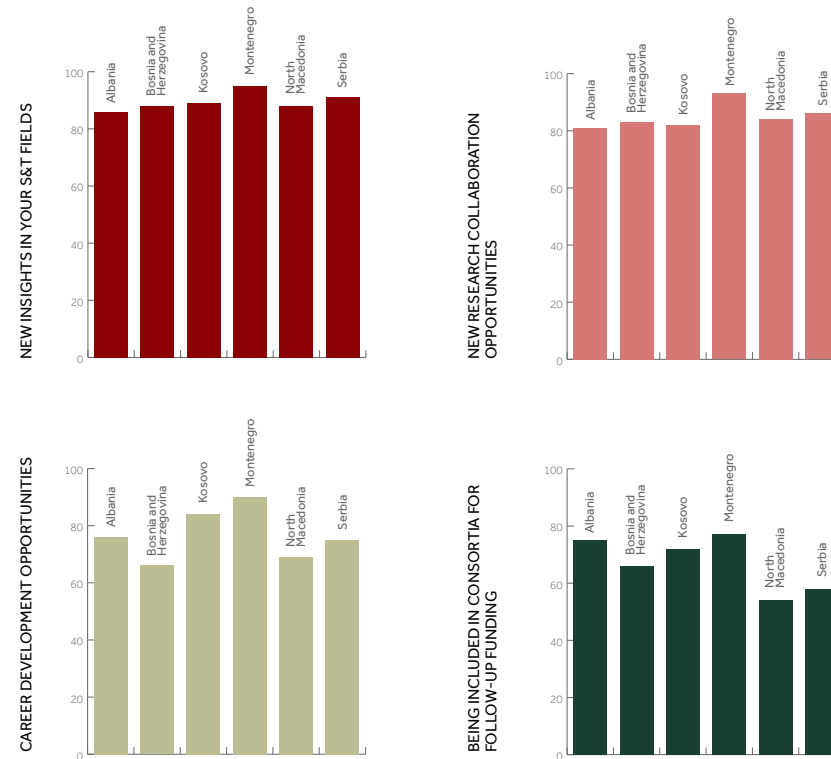 NEW INSIGHTS IN YOUR S&T FIELDS
100
80
60
40
20
0
Albania
Bosnia and
Herzegovina
Kosovo
Montenegro
North
Macedonia
Serbia
NEW RESEARCH COLLABORATION
OPPORTUNITIES
100
80
60
40
20
0
Albania
Bosnia and
Herzegovina
Kosovo
Montenegro
North
Macedonia
Serbia
CAREER DEVELOPMENT OPPORTUNITIES
100
80
60
40
20
0
Albania
Bosnia and
Herzegovina
Kosovo
Montenegro
North
Macedonia
Serbia
BEING INCLUDED IN CONSORTIA FOR
FOLLOW-UP FUNDING
100
80
60
40
20
0
Albania
Bosnia and
Herzegovina
Kosovo
Montenegro
North
Macedonia
Serbia